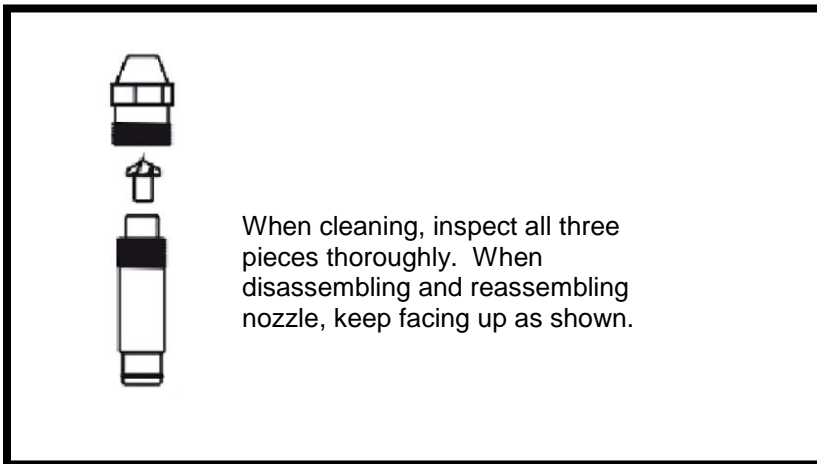 When cleaning, inspect all three
pieces thoroughly.  When
disassembling and reassembling
nozzle, keep facing up as shown.